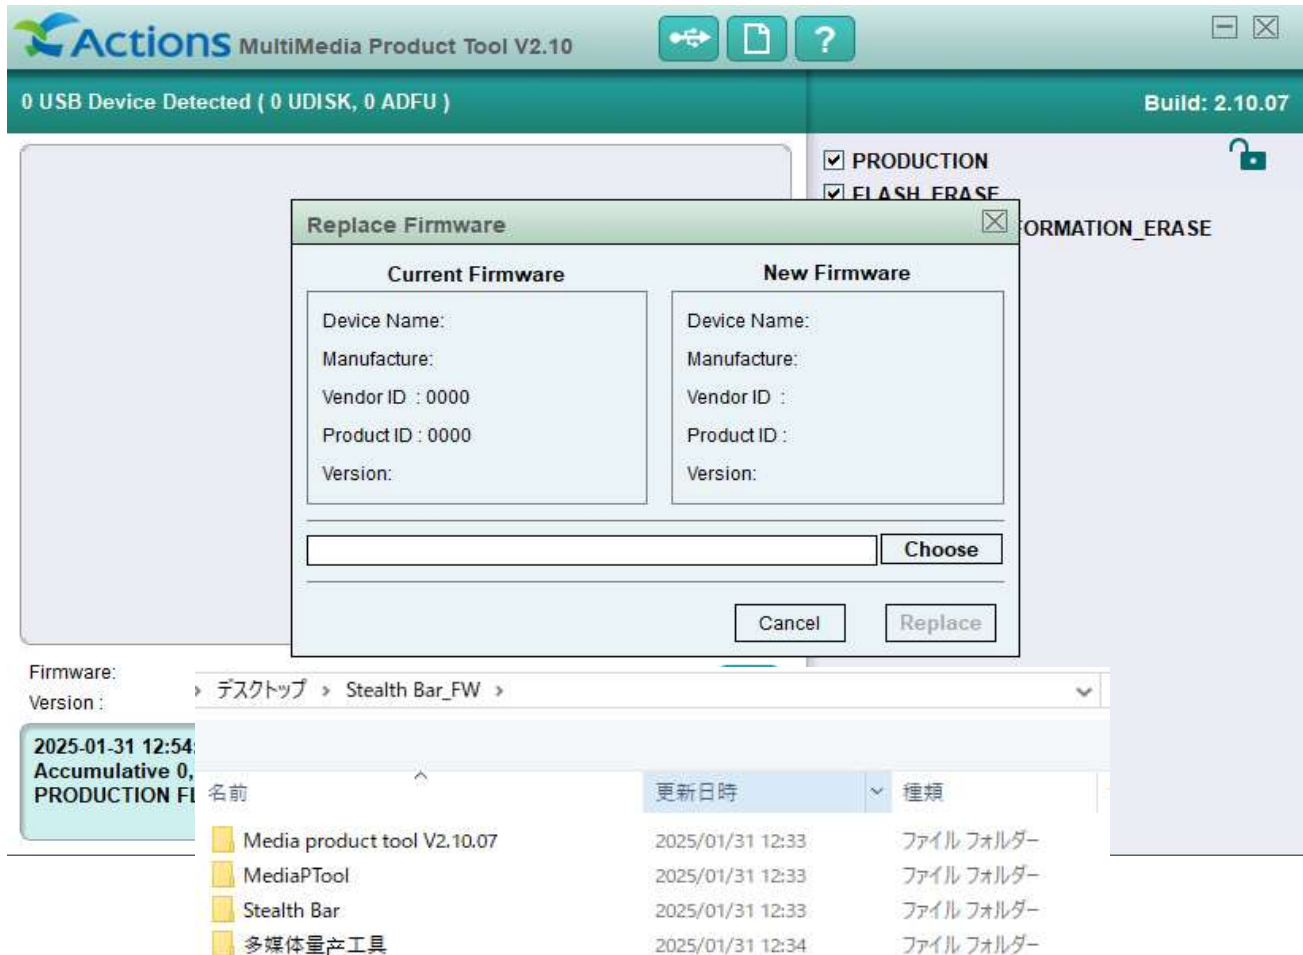 Actions MultiMedia Product Tool V2.10
0 USB Device Detected ( 0 UDISK, 0 ADFU )
Build: 2.10.07
PRODUCTION
FLASH_ERASE
FORMATION_ERASE
Replace Firmware
Current Firmware
Device Name:
Manufacture:
Vendor ID : 0000
Product ID : 0000
Version:
New Firmware
Device Name:
Manufacture:
Vendor ID :
Product ID :
Version:
Choose
Cancel
Replace
Firmware:
Version :
2025-01-31 12:54:
Accumulative 0,
PRODUCTION FL
› デスクトップ › Stealth Bar_FW ›
名前 更新日時 種類
Media product tool V2.10.07 2025/01/31 12:33 ファイル フォルダー
MediaPTool 2025/01/31 12:33 ファイル フォルダー
Stealth Bar 2025/01/31 12:33 ファイル フォルダー
多媒体量产工具 2025/01/31 12:34 ファイル フォルダー